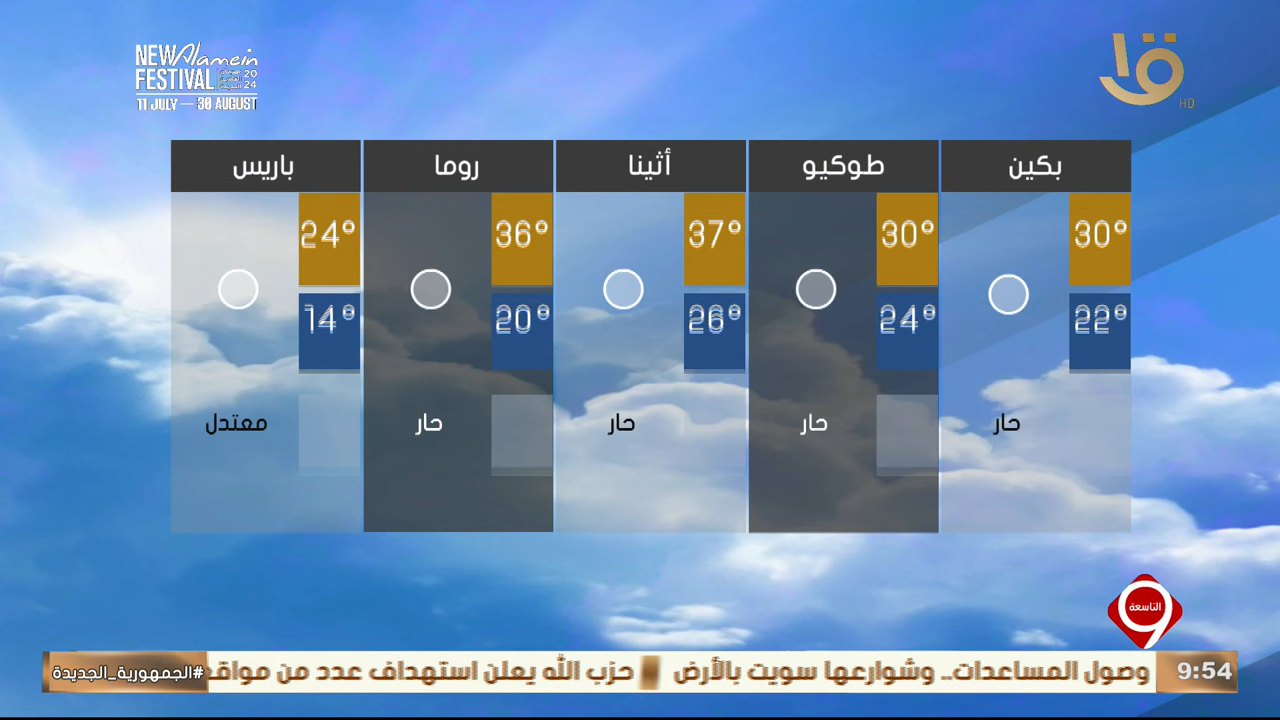 NEW Alamein
FESTIVAL 2024
11 JULY — 30 AUGUST
HD
بكين
طوكيو
أثينا
روما
باريس
30°
30°
37°
36°
24°
22°
24°
26°
20°
14°
حار
حار
حار
حار
معتدل
التاسعة
9
9:54
وصول المساعدات.. وشوارعها سويت بالأرض
حزب الله يعلن استهداف عدد من
#الجمهورية_الجديدة